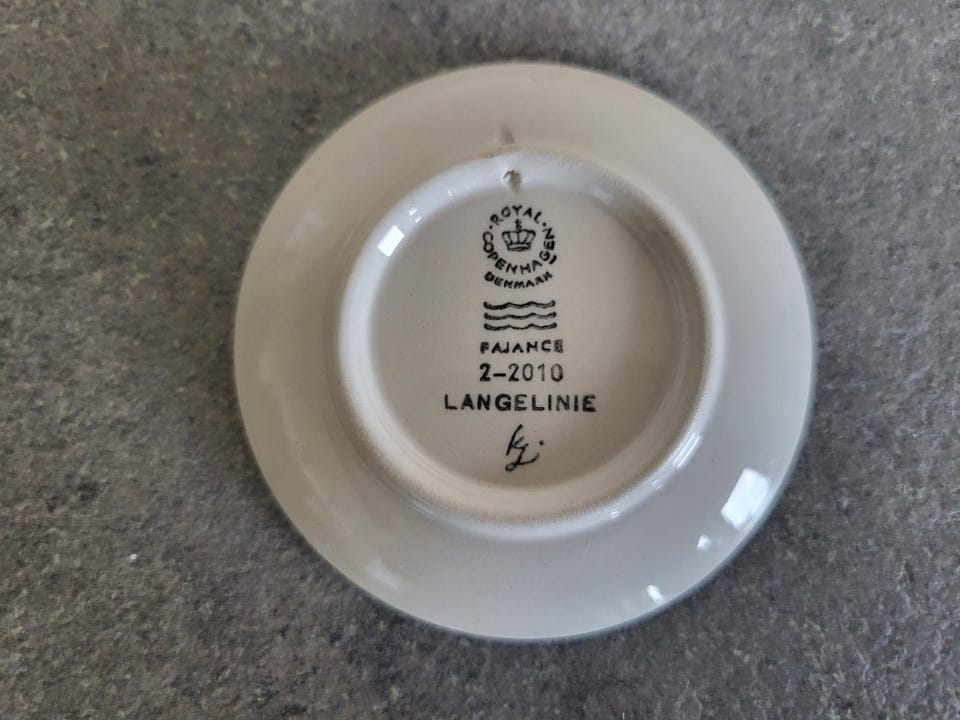 ROYAL
COPENHAGEN
DENMARK
FAJANCE
2-2010
LANGELINIE